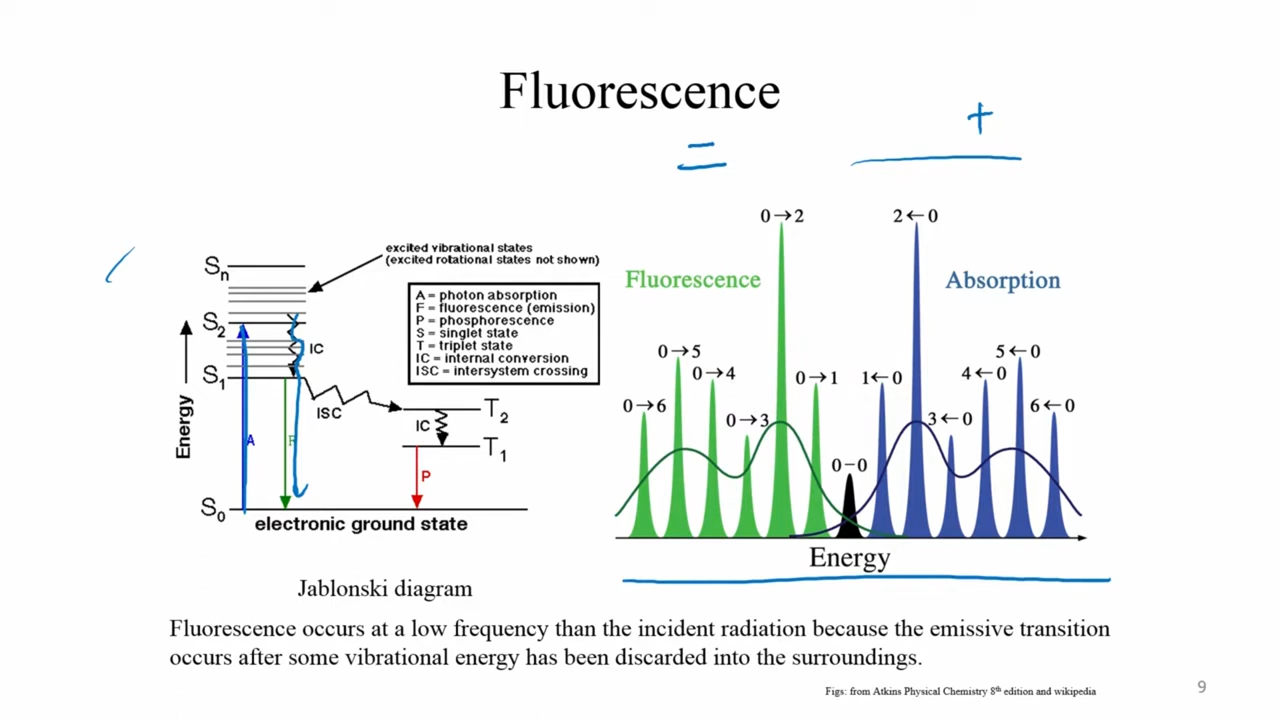 Fluorescence
+
=
excited vibrational states
(excited rotational states not shown)
Sn
S2
S1
S0
Energy
A
F
IC
ISC
IC
T2
T1
P
A = photon absorption
F = fluorescence (emission)
P = phosphorescence
S = singlet state
T = triplet state
IC = internal conversion
ISC = intersystem crossing
electronic ground state
Jablonski diagram
Fluorescence
Absorption
0→6
0→5
0→4
0→3
0→2
0→1
0–0
1←0
2←0
3←0
4←0
5←0
6←0
Energy
Fluorescence occurs at a low frequency than the incident radiation because the emissive transition
occurs after some vibrational energy has been discarded into the surroundings.
Figs: from Atkins Physical Chemistry 8th edition and wikipedia
9